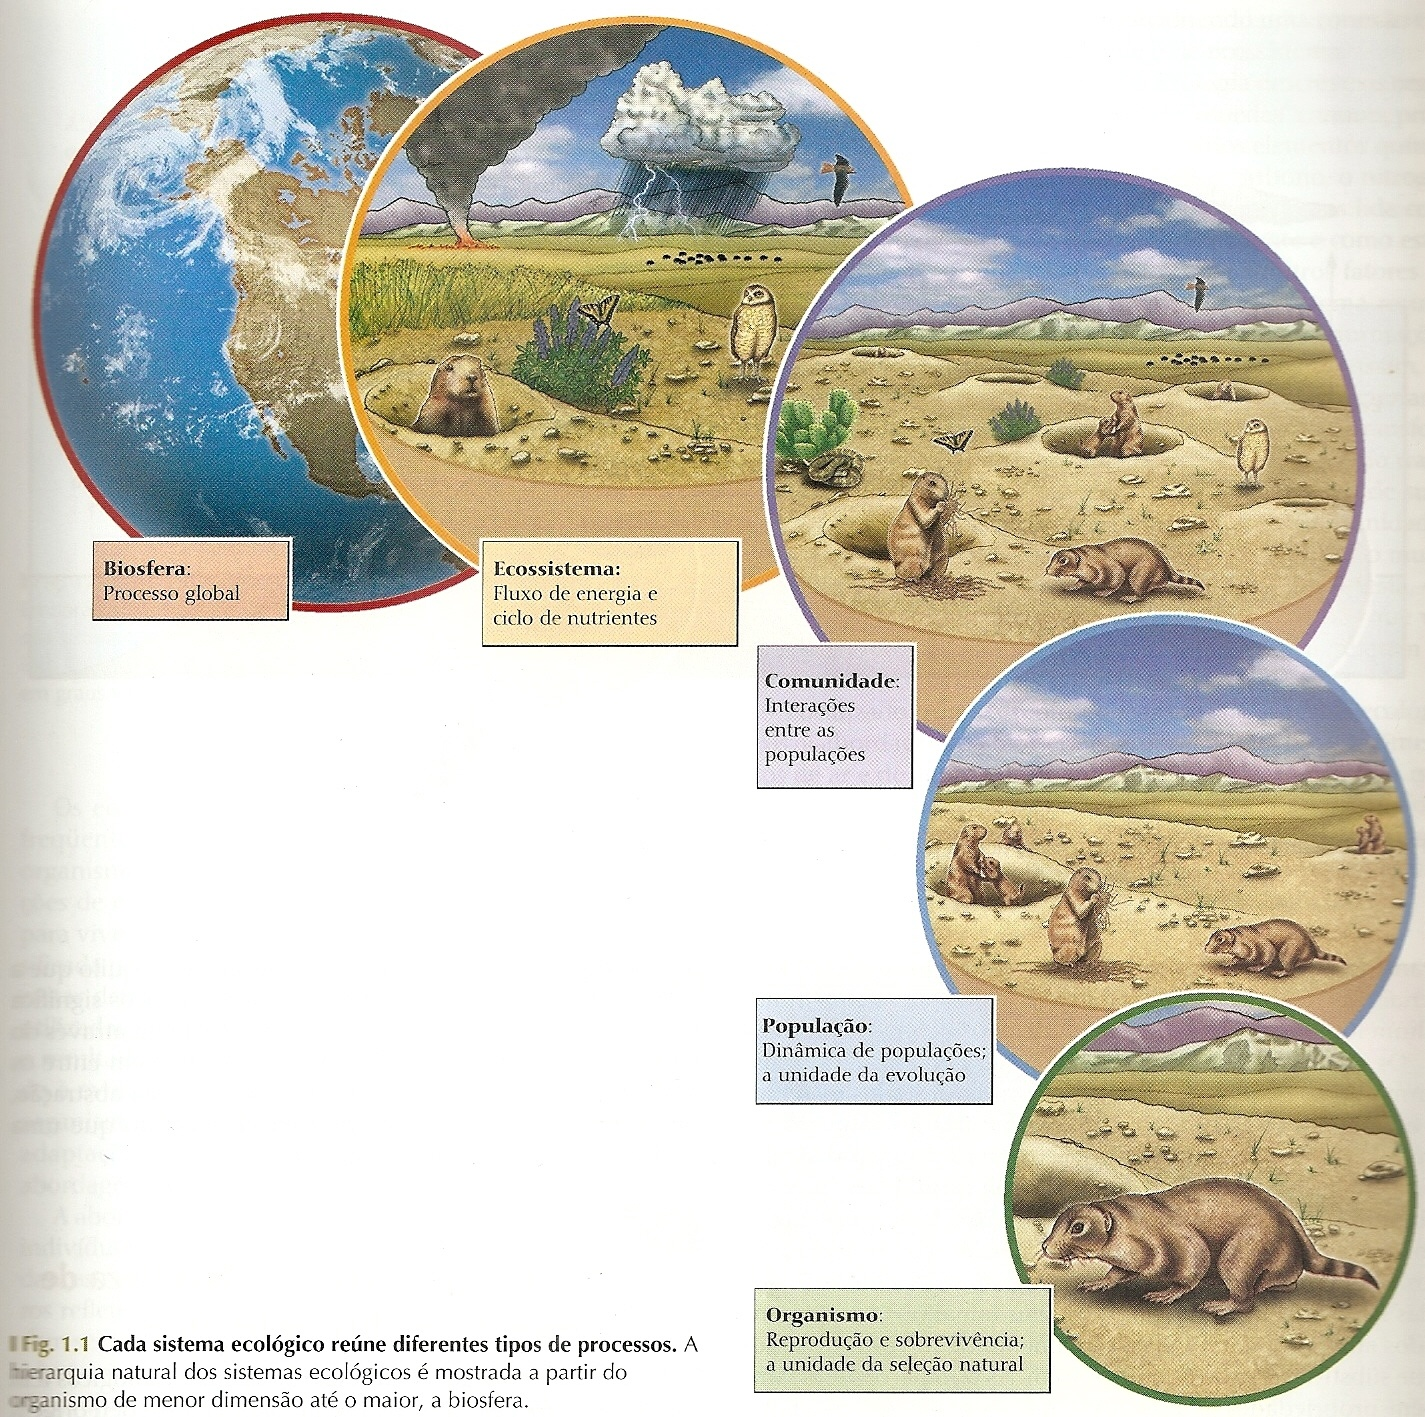 Biosfera:
Processo global
Ecossistema:
Fluxo de energia e
ciclo de nutrientes
Comunidade:
Interações
entre as
populações
População:
Dinâmica de populações;
a unidade da evolução
Organismo:
Reprodução e sobrevivência;
a unidade da seleção natural
Fig. 1.1 Cada sistema ecológico reúne diferentes tipos de processos. A
hierarquia natural dos sistemas ecológicos é mostrada a partir do
organismo de menor dimensão até o maior, a biosfera.